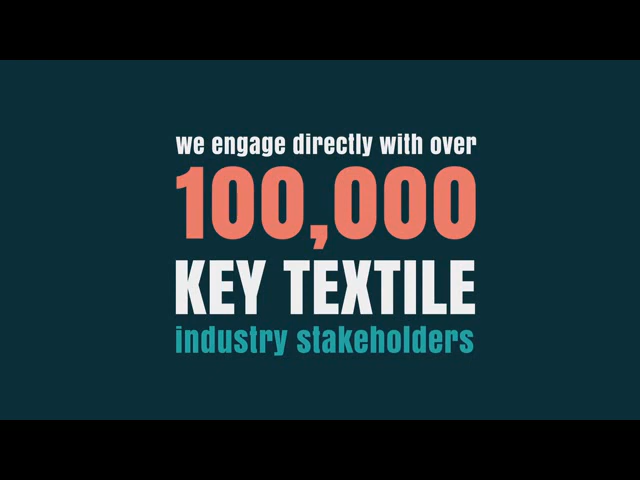 we engage directly with over
100,000
KEY TEXTILE
industry stakeholders